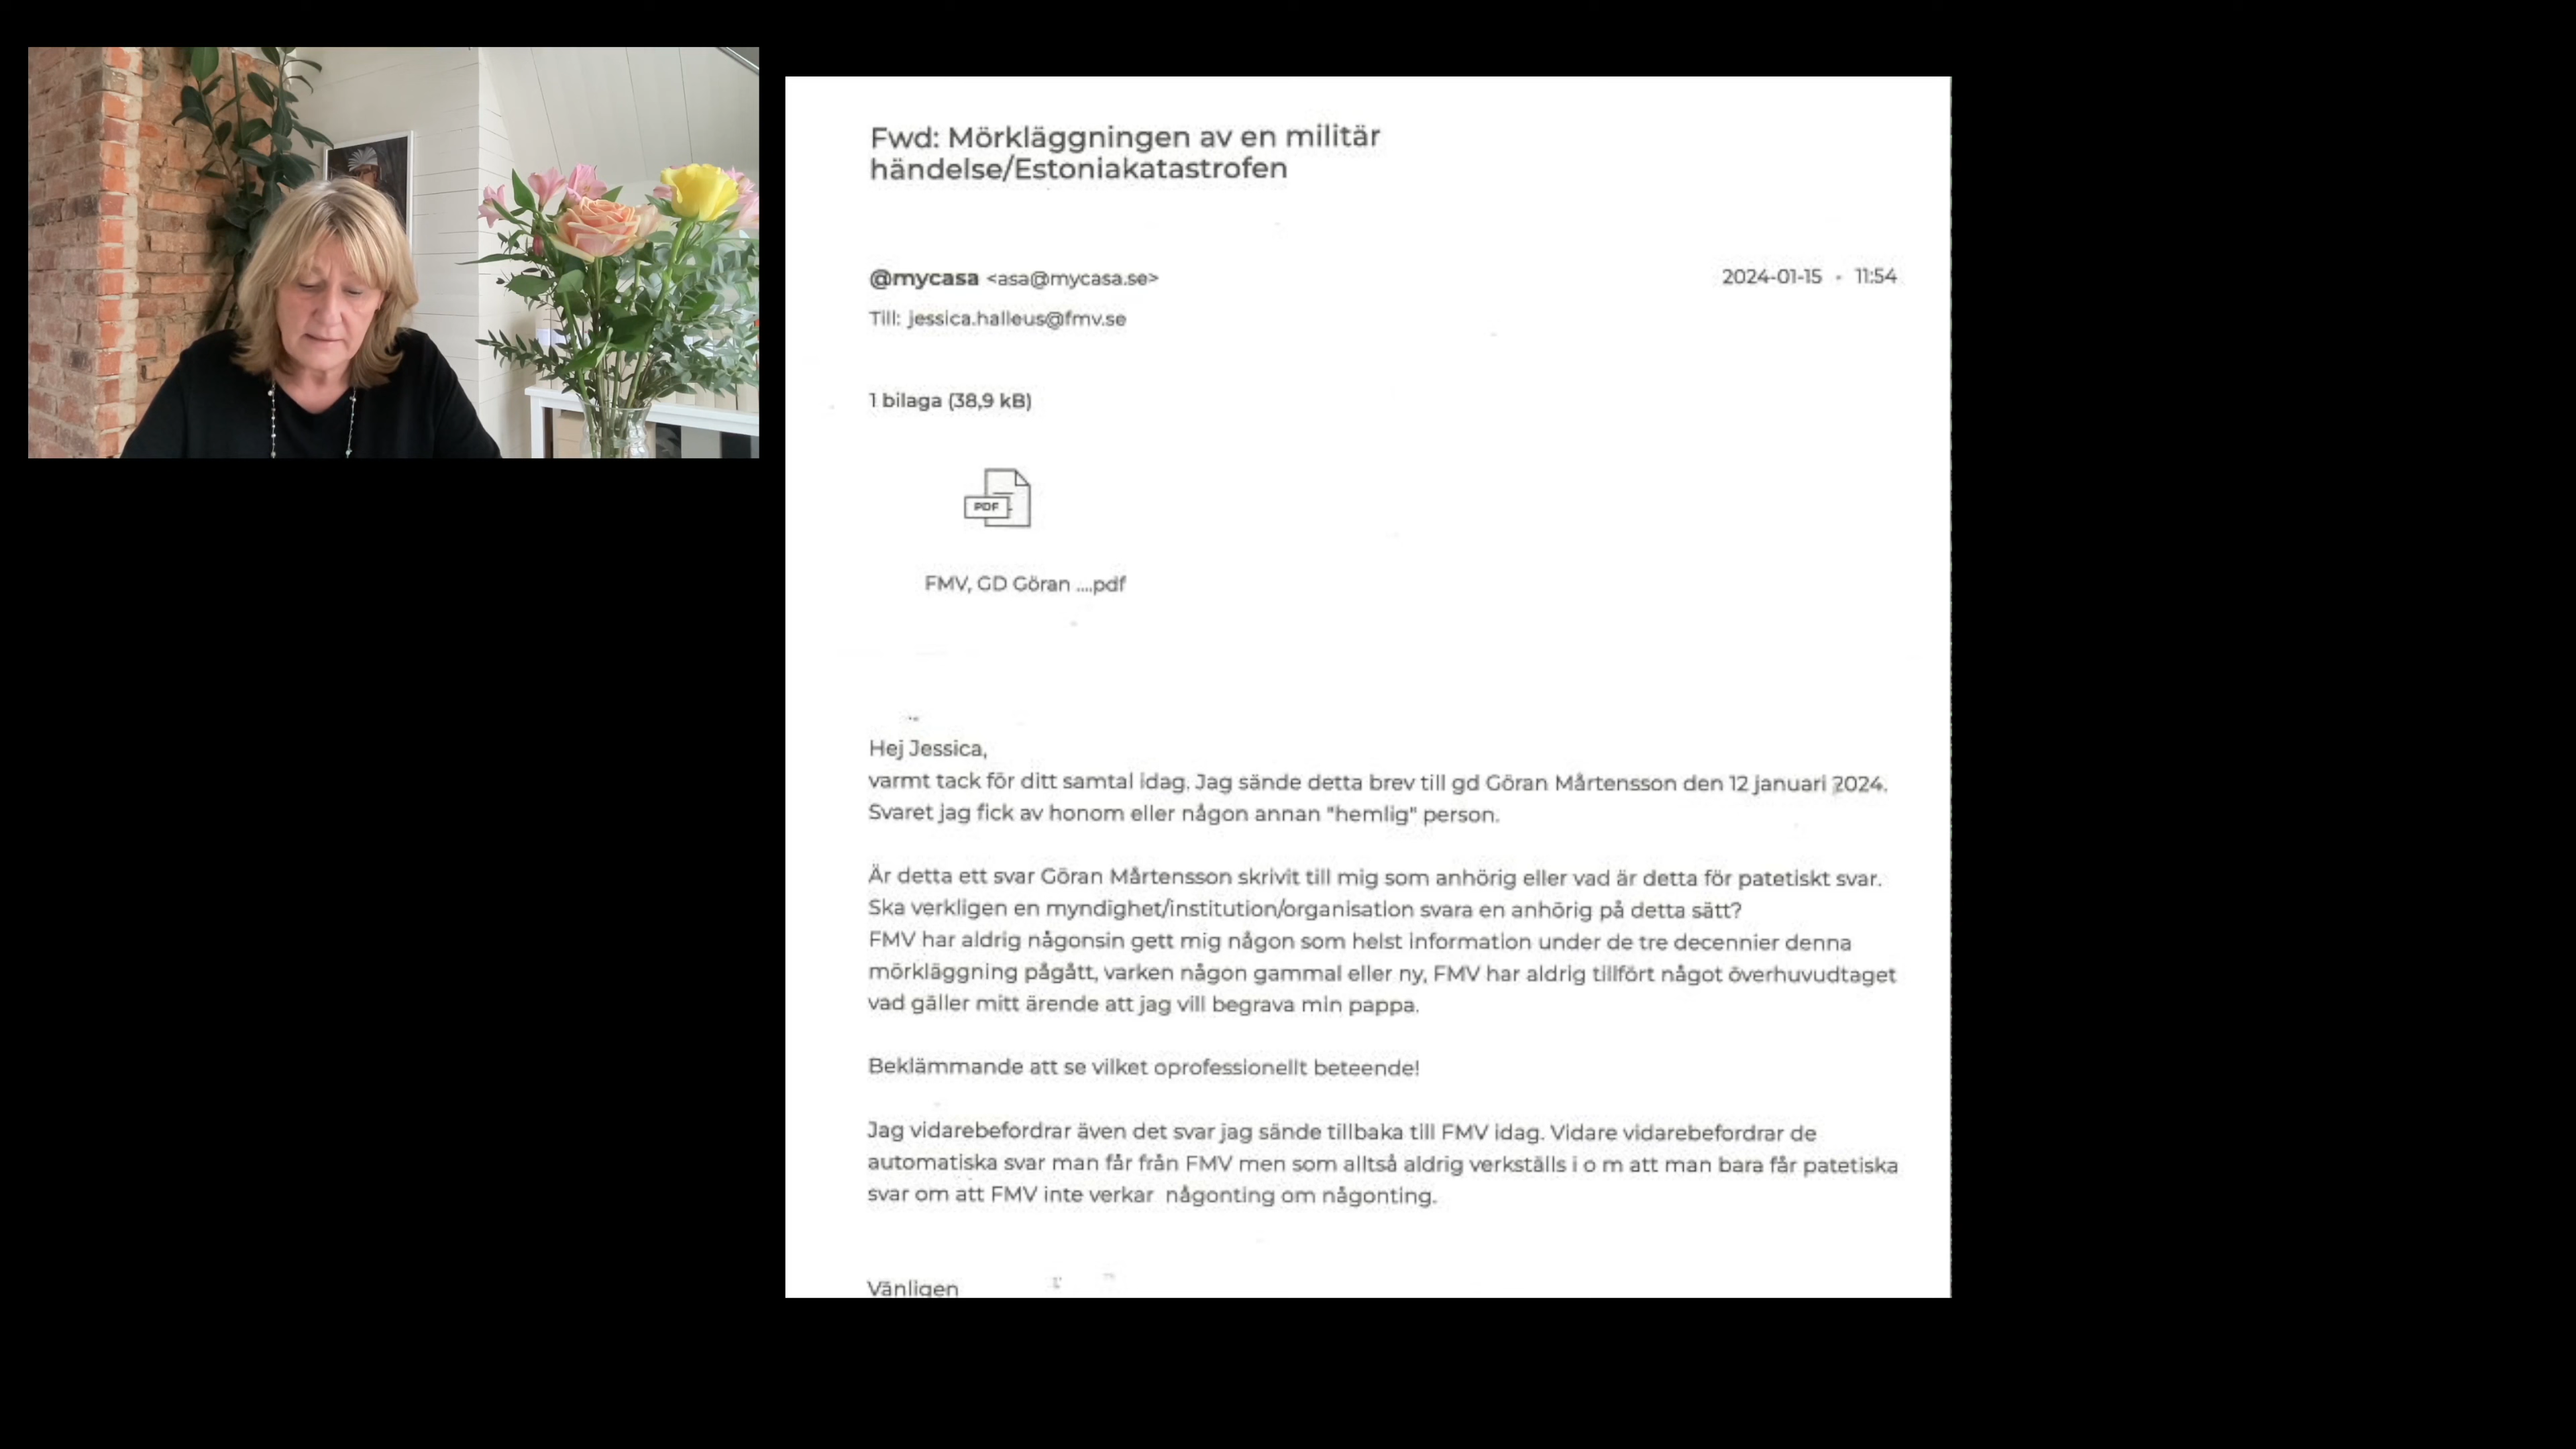 Fwd: Mörkläggningen av en militär
händelse/Estoniakatastrofen
@mycasa <asa@mycasa.se>
2024-01-15 - 11:54
Till: jessica.halleus@fmv.se
1 bilaga (38,9 kB)
PDF
FMV, GD Göran ....pdf
Hej Jessica,
varmt tack för ditt samtal idag. Jag sände detta brev till gd Göran Mårtensson den 12 januari 2024.
Svaret jag fick av honom eller någon annan "hemlig" person.
Är detta ett svar Göran Mårtensson skrivit till mig som anhörig eller vad är detta för patetiskt svar.
Ska verkligen en myndighet/institution/organisation svara en anhörig på detta sätt?
FMV har aldrig någonsin gett mig någon som helst information under de tre decennier denna
mörkläggning pågått, varken någon gammal eller ny, FMV har aldrig tillfört något överhuvudtaget
vad gäller mitt ärende att jag vill begrava min pappa.
Beklämmande att se vilket oprofessionellt beteende!
Jag vidarebefordrar även det svar jag sände tillbaka till FMV idag. Vidare vidarebefordrar de
automatiska svar man får från FMV men som alltså aldrig verkställs i o m att man bara får patetiska
svar om att FMV inte verkar någonting om någonting.
Vänligen